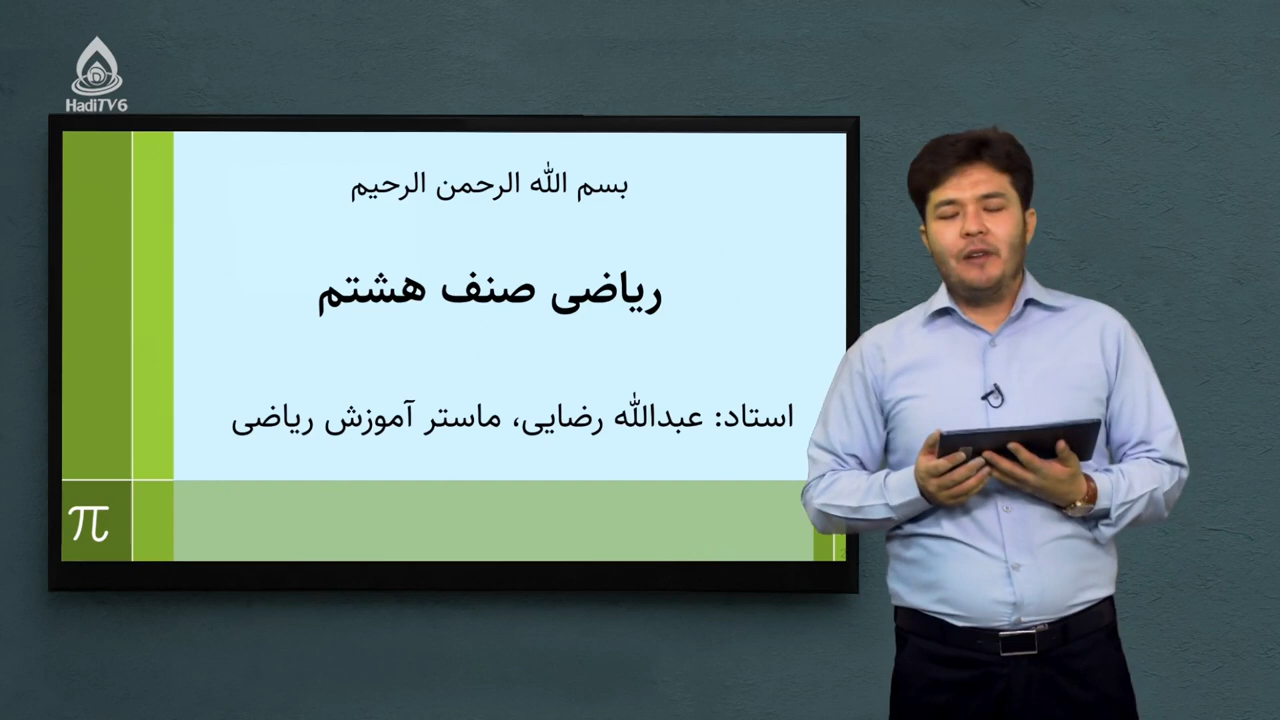 HadiTV6
بسم الله الرحمن الرحیم
ریاضی صنف هشتم
استاد: عبدالله رضایی، ماستر آموزش ریاضی
π